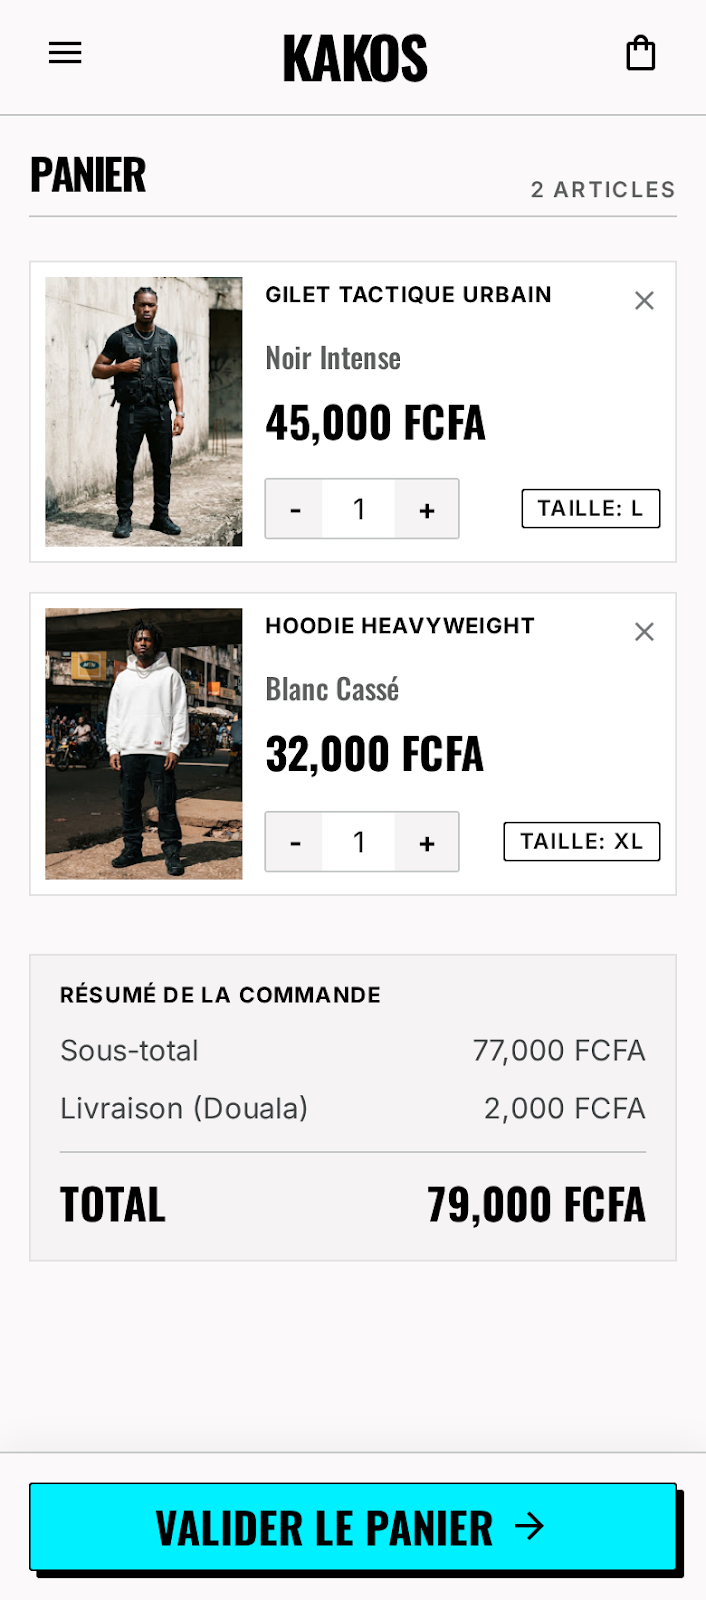 KAKOS
PANIER
2 ARTICLES
GILET TACTIQUE URBAIN
Noir Intense
45,000 FCFA
- 1 +
TAILLE: L
HOODIE HEAVYWEIGHT
Blanc Cassé
32,000 FCFA
- 1 +
TAILLE: XL
RÉSUMÉ DE LA COMMANDE
Sous-total 77,000 FCFA
Livraison (Douala) 2,000 FCFA
TOTAL 79,000 FCFA
VALIDER LE PANIER →